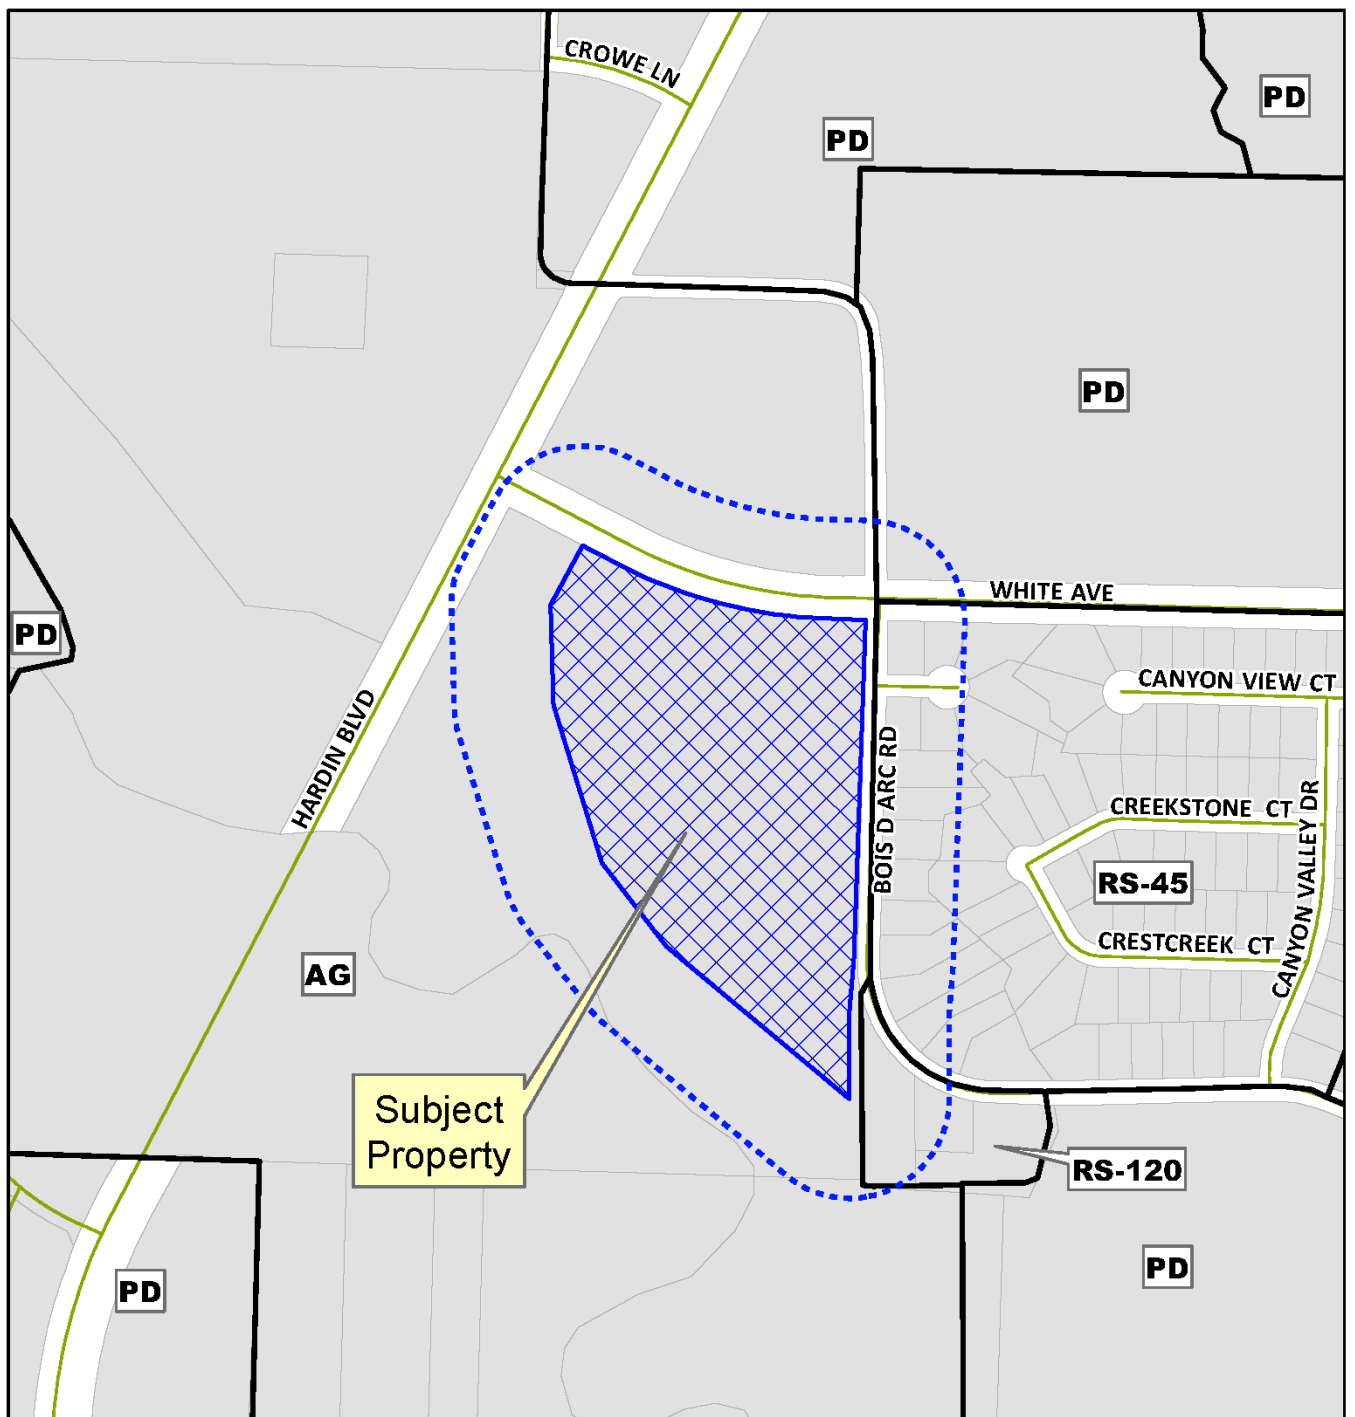 CROWE LN
PD
PD
PD
WHITE AVE
PD
CANYON VIEW CT
HARDIN BLVD
BOIS D ARC RD
CREEKSTONE CT
CANYON VALLEY DR
RS-45
CRESTCREEK CT
AG
Subject
Property
RS-120
PD
PD